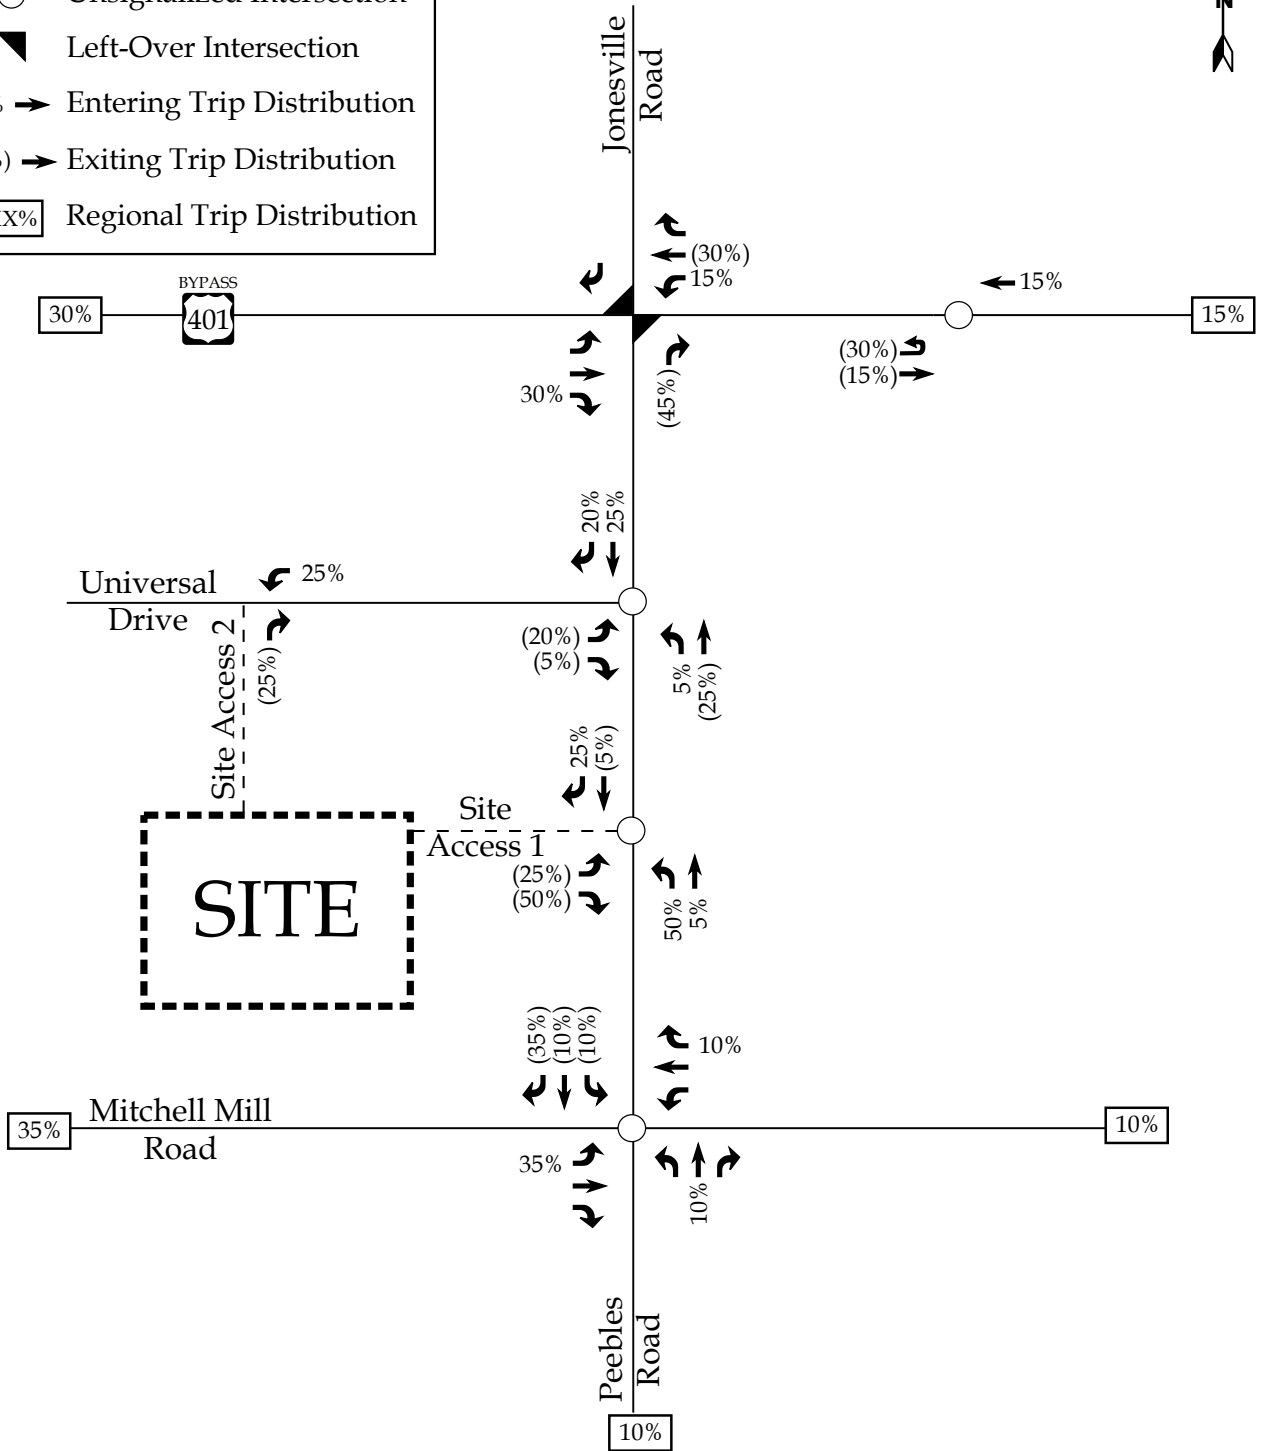 Unsignalized Intersection
Left-Over Intersection
Entering Trip Distribution
Exiting Trip Distribution
Regional Trip Distribution
N
Jonesville
Road
(30%)
15%
BYPASS
401
30%
15%
15%
30%
(45%)
(30%)
(15%)
20%
25%
Universal
Drive
25%
Site Access 2
(25%)
(20%)
(5%)
5%
(25%)
25%
(5%)
Site
Access 1
(25%)
(50%)
50%
5%
SITE
(35%)
(10%)
(10%)
10%
Mitchell Mill
Road
35%
10%
35%
10%
Peebles
Road
10%